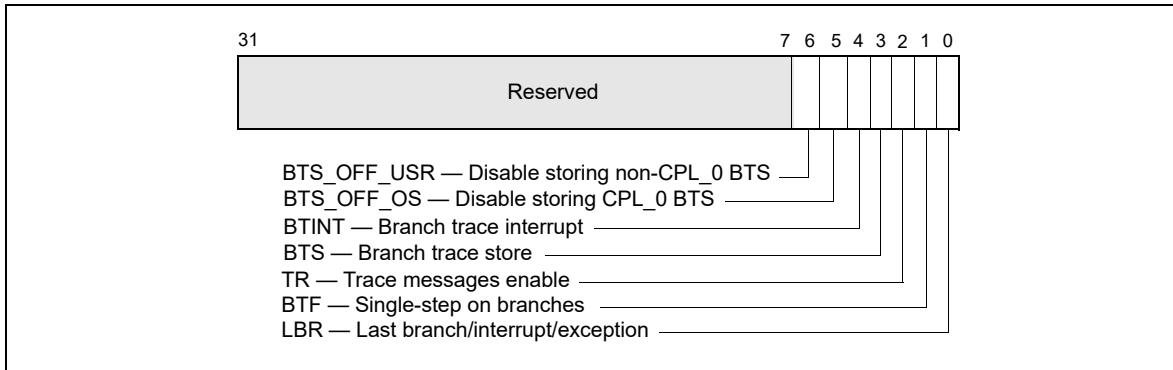 31 7 6 5 4 3 2 1 0
Reserved
BTS_OFF_USR — Disable storing non-CPL_0 BTS
BTS_OFF_OS — Disable storing CPL_0 BTS
BTINT — Branch trace interrupt
BTS — Branch trace store
TR — Trace messages enable
BTF — Single-step on branches
LBR — Last branch/interrupt/exception